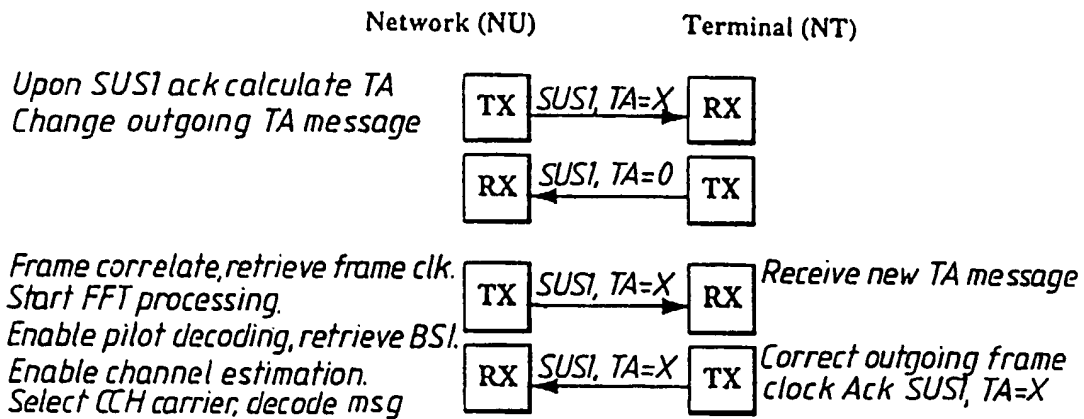 Network (NU) Terminal (NT)
Upon SUS1 ack calculate TA
Change outgoing TA message
TX SUS1, TA=X RX
RX SUS1, TA=0 TX
Frame correlate, retrieve frame clk.
Start FFT processing.
Enable pilot decoding, retrieve BSI.
Enable channel estimation.
Select CCH carrier, decode msg
TX SUS1, TA=X RX
Receive new TA message
RX SUS1, TA=X TX
Correct outgoing frame
clock Ack SUS1, TA=X